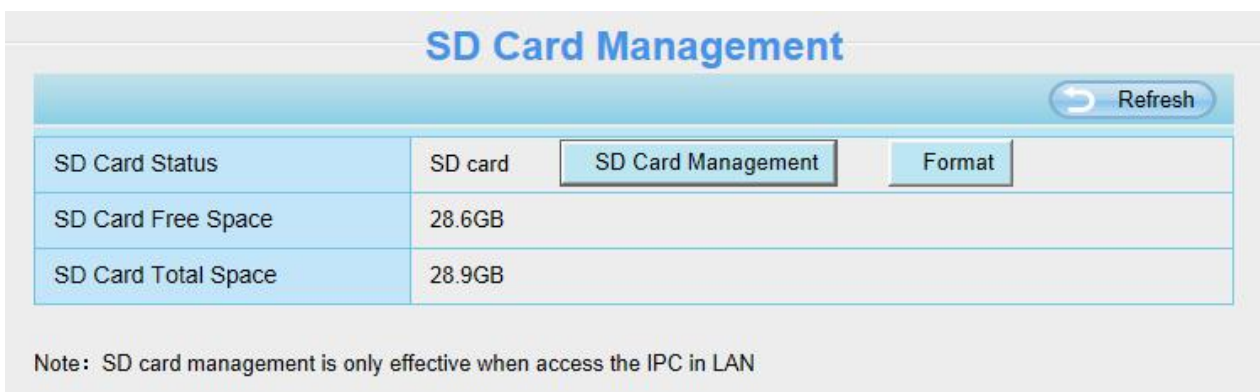 SD Card Management
Refresh
SD Card Status SD card SD Card Management Format
SD Card Free Space 28.6GB
SD Card Total Space 28.9GB
Note：SD card management is only effective when access the IPC in LAN